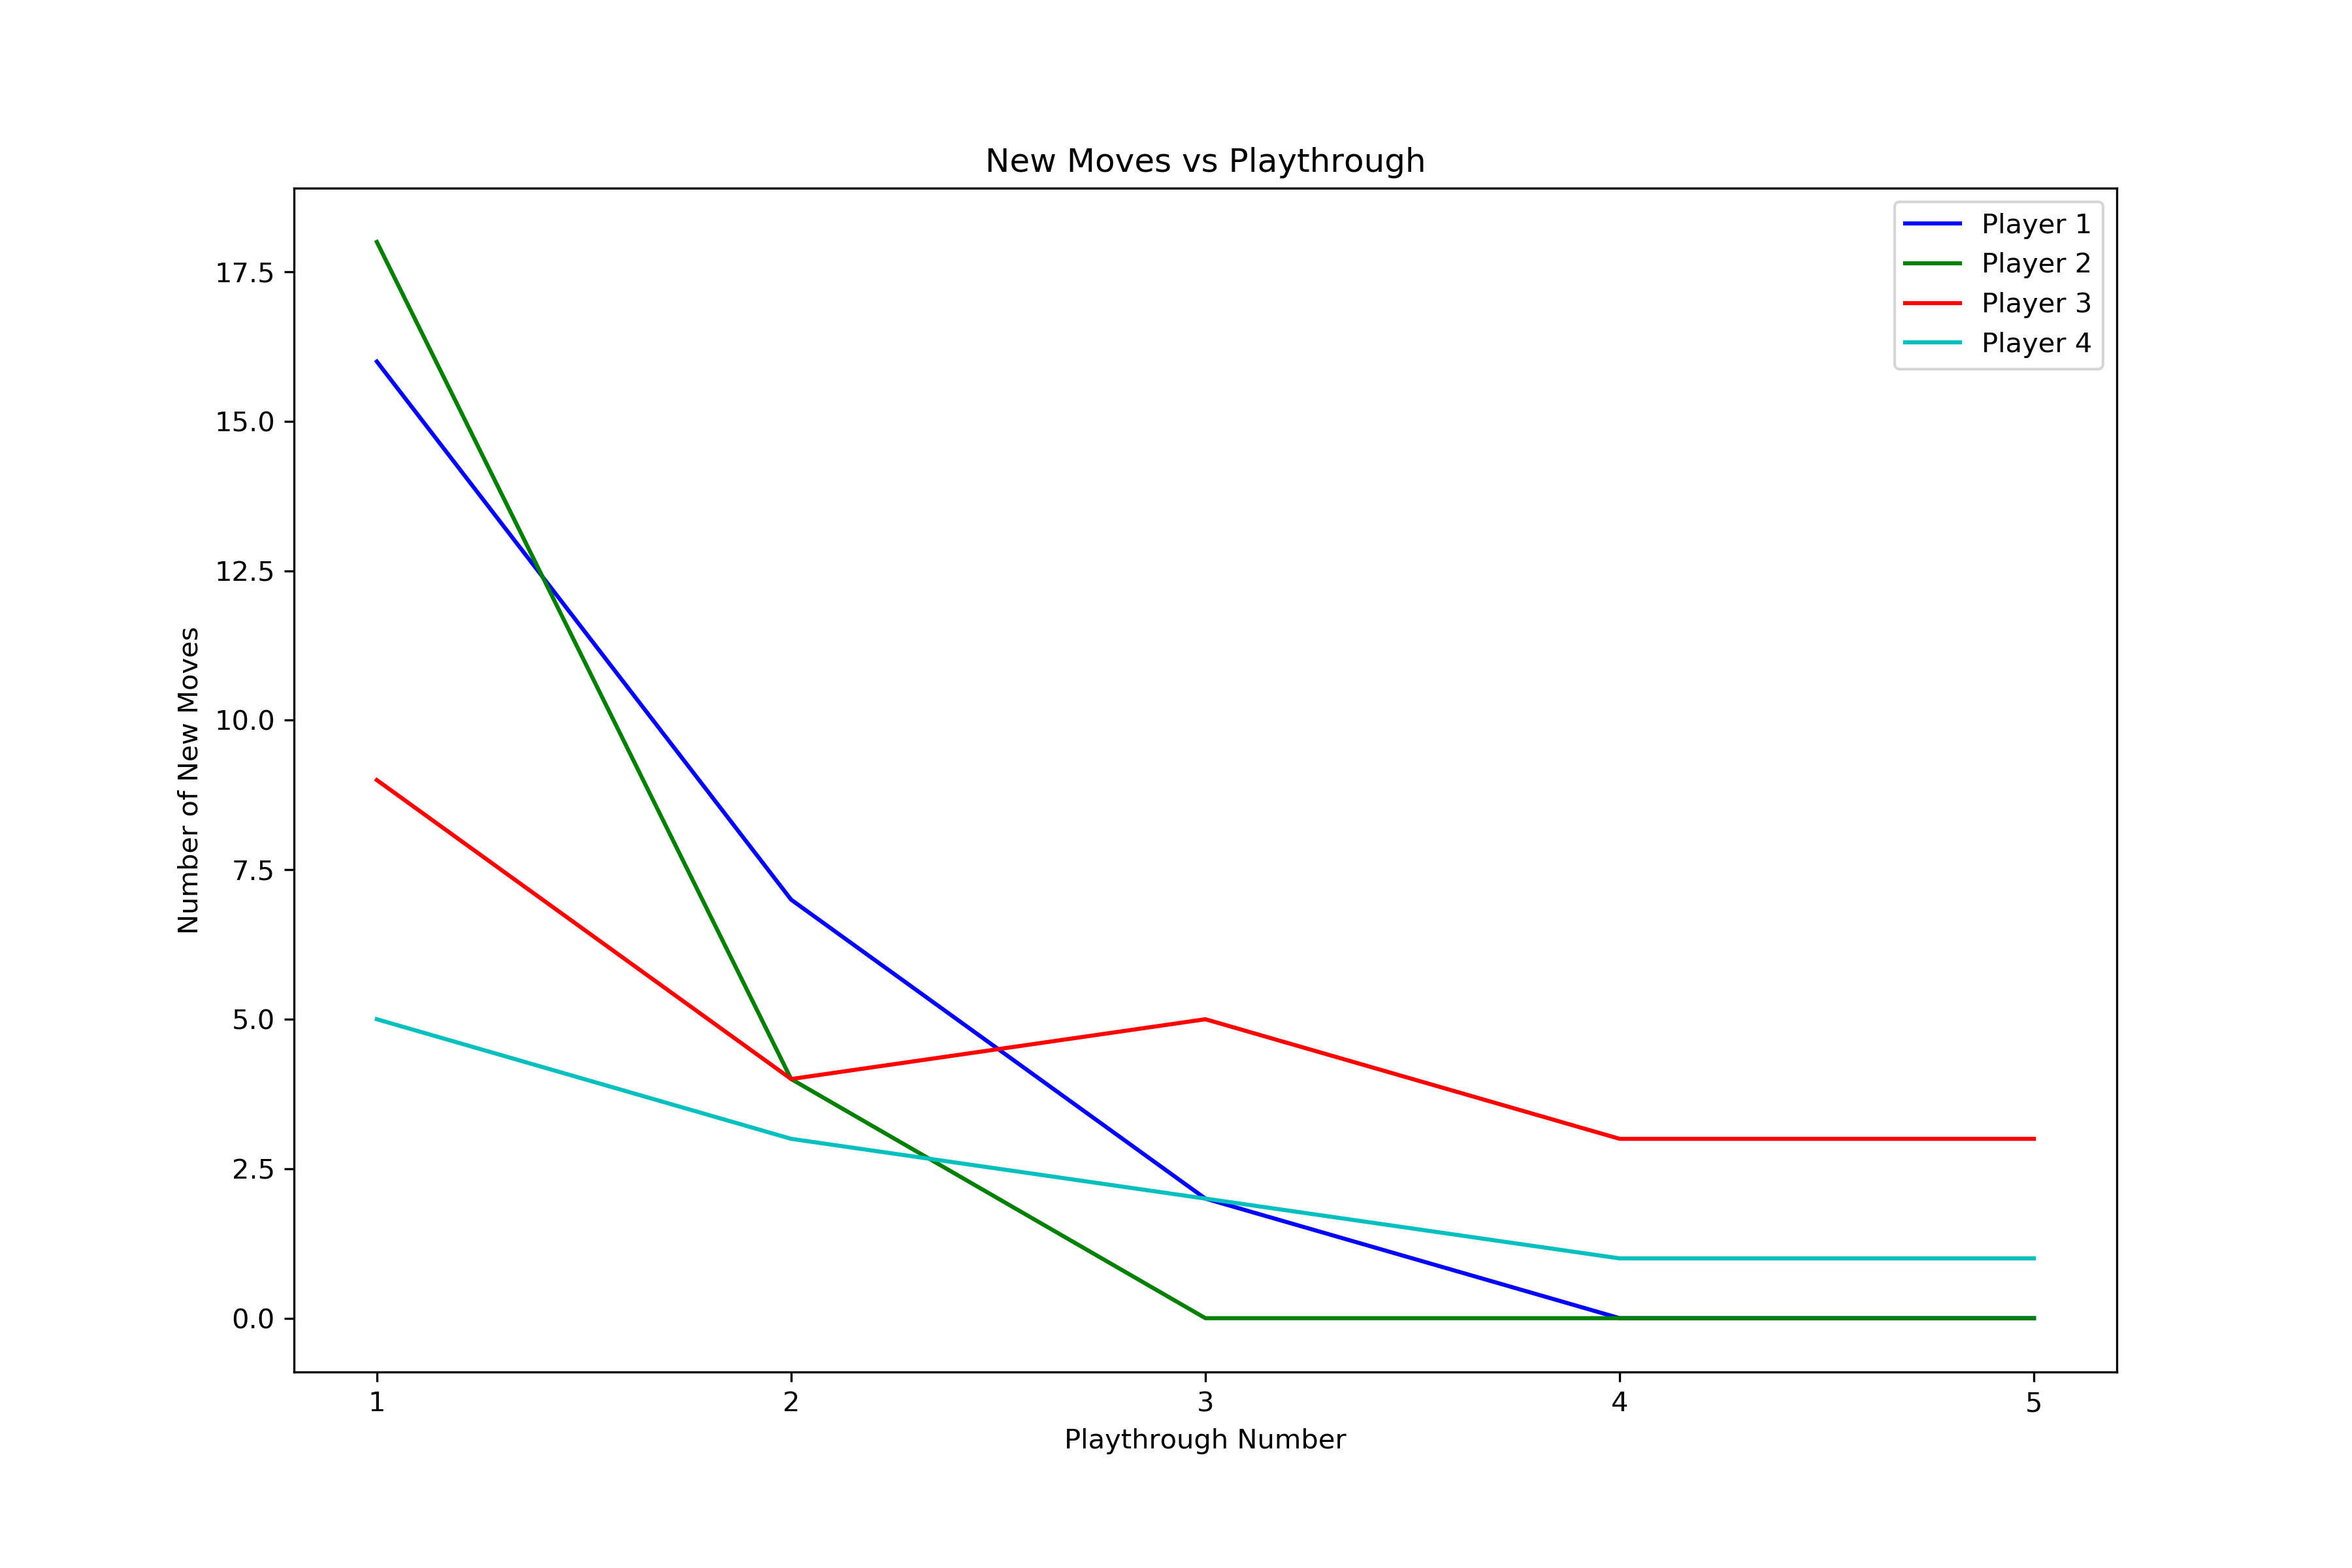 New Moves vs Playthrough
Player 1
Player 2
Player 3
Player 4
17.5
15.0
12.5
10.0
7.5
5.0
2.5
0.0
Number of New Moves
1 2 3 4 5
Playthrough Number